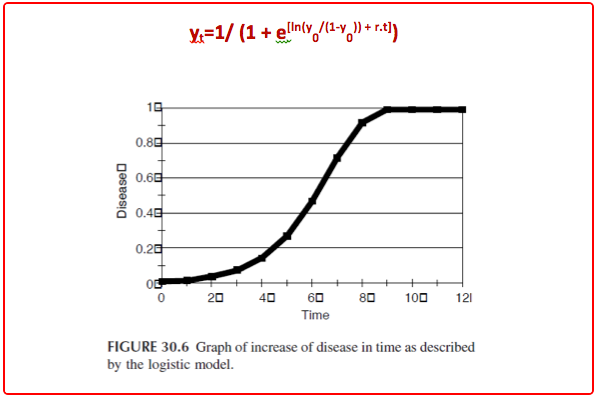 yt=1/ (1 + e[ln(y0/(1-y0)) + r.t])
1□
0.8□
0.6□
0.4□
0.2□
0□
Disease□
0 2□ 4□ 6□ 8□ 10□ 12l
Time
FIGURE 30.6 Graph of increase of disease in time as described
by the logistic model.